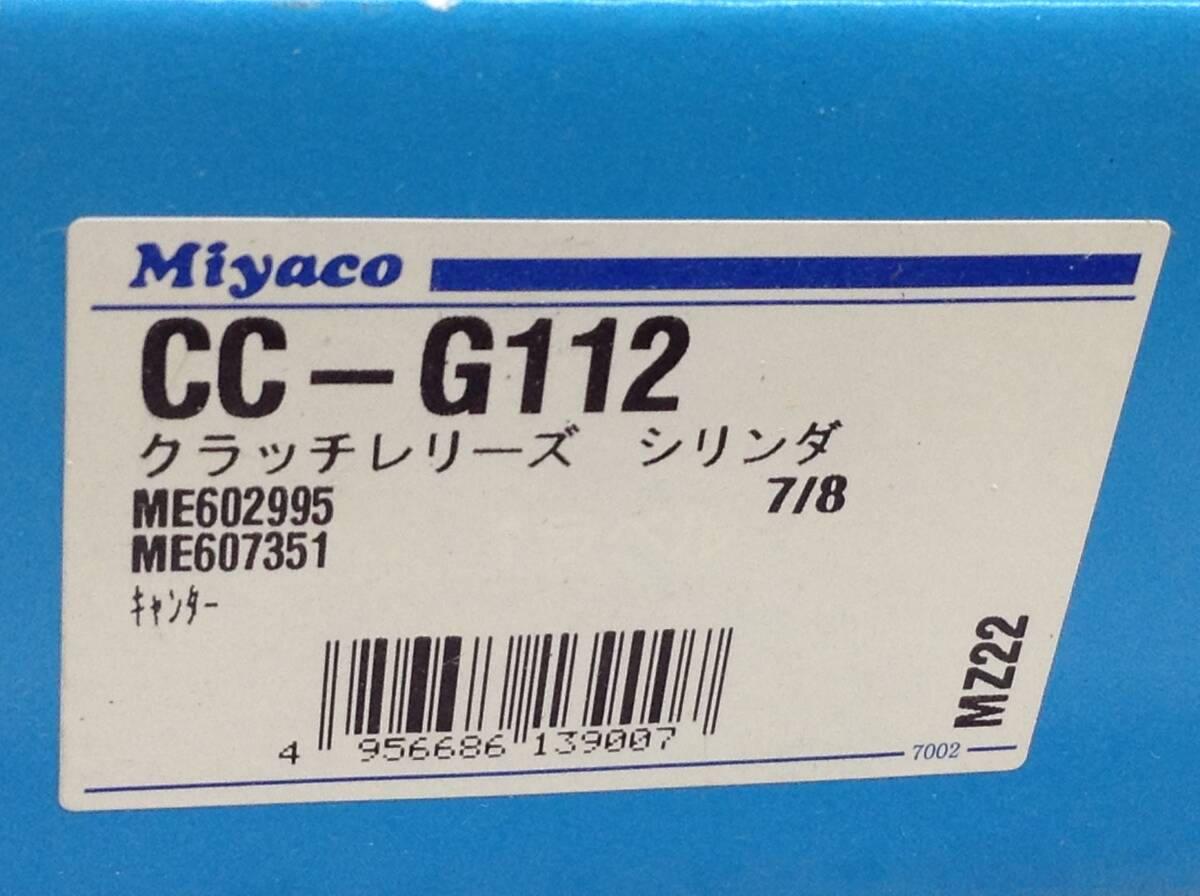 Miyaco
CC-G112
クラッチレリーズ シリンダ
7/8
ME602995
ME607351
キャンター
4 956686 139007
MZ22
7002